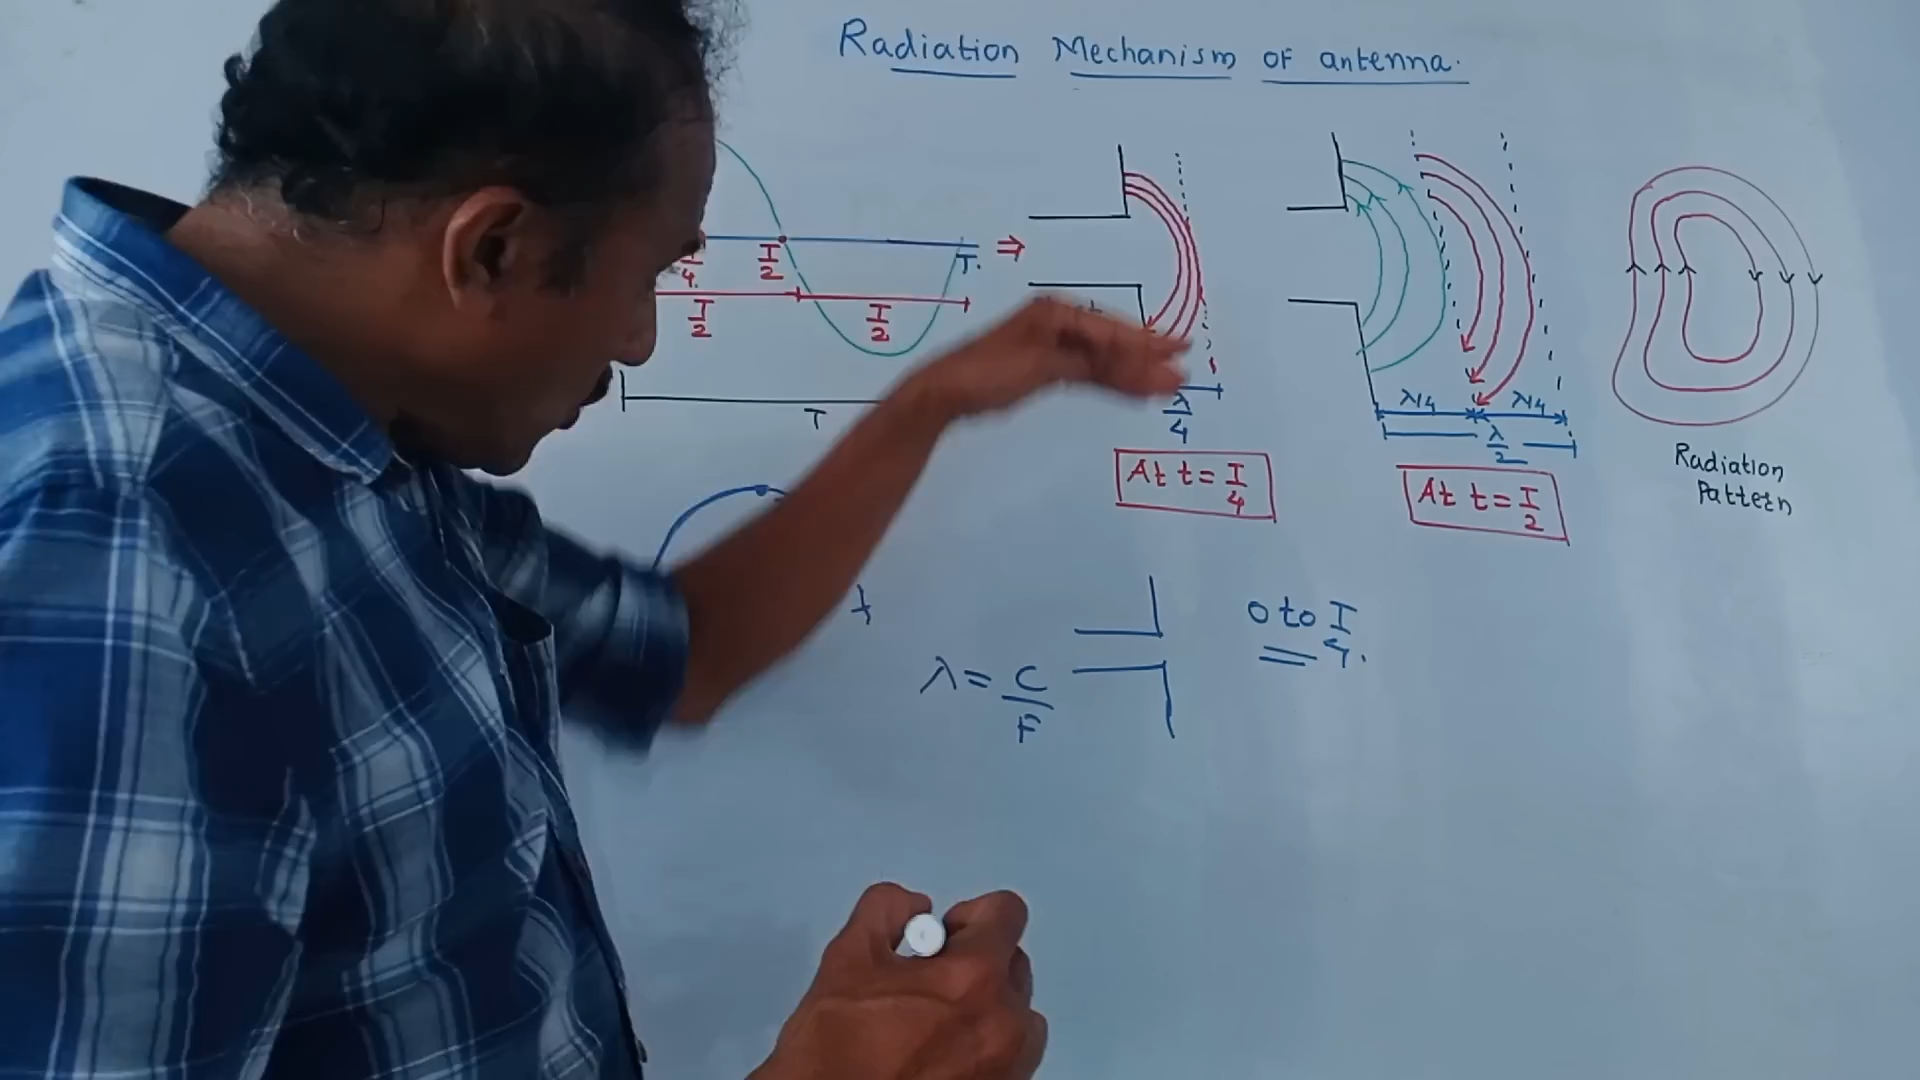 Radiation Mechanism of antenna.
T/4 T/2 T.
T/2 T/2
T
λ/4
At t = T/4
λ/4 λ/4
λ/2
At t = T/2
Radiation
Pattern
t
0 to T/4.
λ = C/F